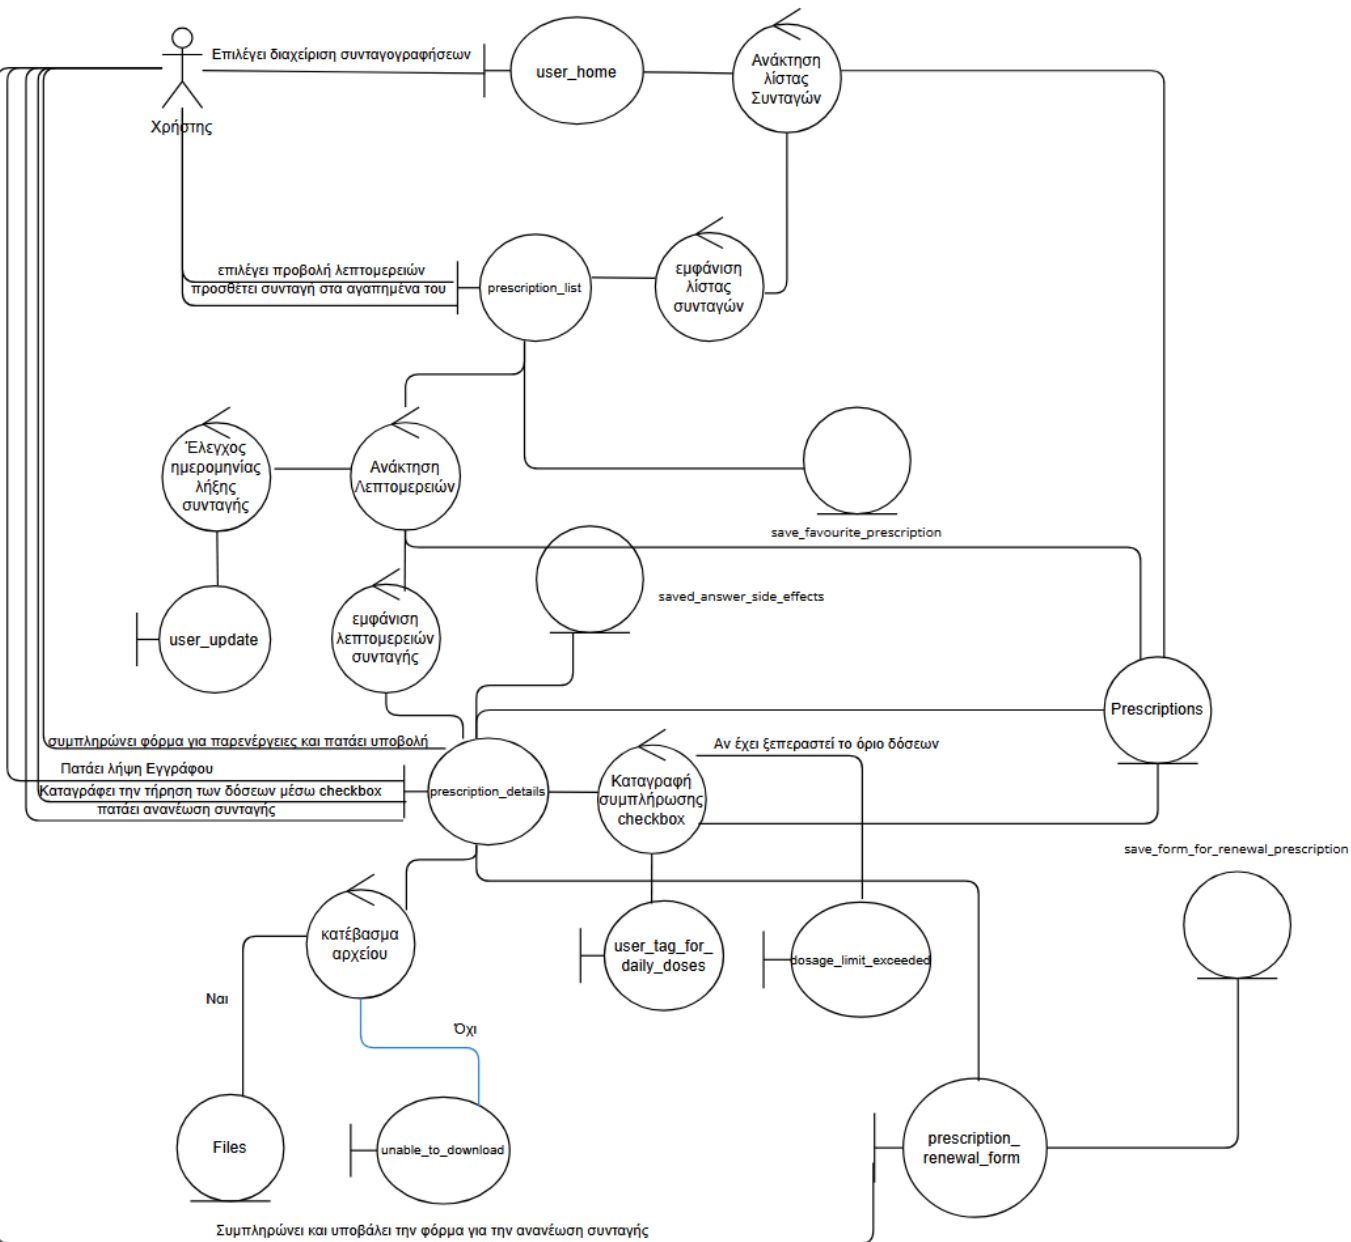 Επιλέγει διαχείριση συνταγογραφήσεων
user_home
Ανάκτηση
λίστας
Συνταγών
Χρήστης
επιλέγει προβολή λεπτομερειών
προσθέτει συνταγή στα αγαπημένα του
prescription_list
εμφάνιση
λίστας
συνταγών
Έλεγχος
ημερομηνίας
λήξης
συνταγής
Ανάκτηση
Λεπτομερειών
save_favourite_prescription
saved_answer_side_effects
user_update
εμφάνιση
λεπτομερειών
συνταγής
Prescriptions
συμπληρώνει φόρμα για παρενέργειες και πατάει υποβολή
Πατάει λήψη Εγγράφου
Καταγράφει την τήρηση των δόσεων μέσω checkbox
πατάει ανανέωση συνταγής
prescription_details
Καταγραφή
συμπλήρωσης
checkbox
Αν έχει ξεπεραστεί το όριο δόσεων
save_form_for_renewal_prescription
κατέβασμα
αρχείου
user_tag_for_
daily_doses
dosage_limit_exceeded
Ναι
Όχι
Files
unable_to_download
prescription_
renewal_form
Συμπληρώνει και υποβάλει την φόρμα για την ανανέωση συνταγής